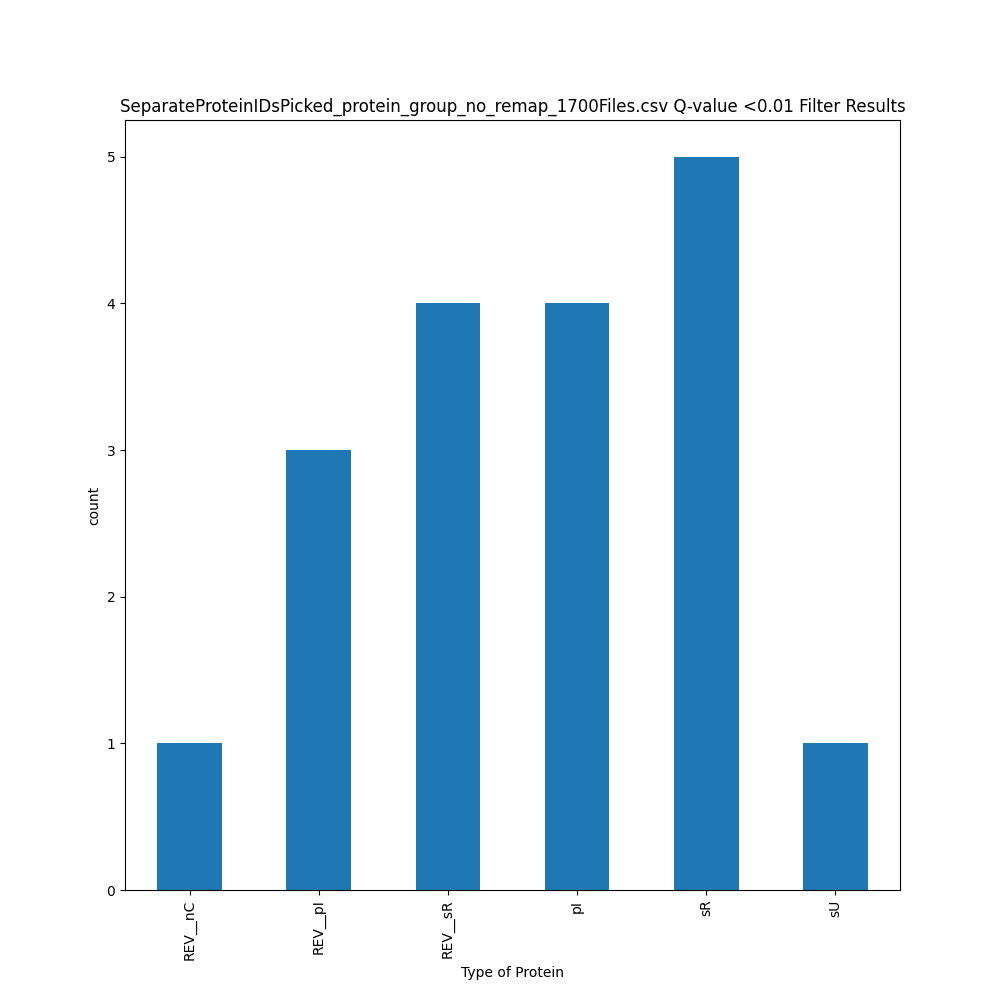 SeparateProteinIDsPicked_protein_group_no_remap_1700Files.csv Q-value <0.01 Filter Results
5
4
3
2
1
0
count
REV__nC
REV__pI
REV__sR
pI
sR
sU
Type of Protein